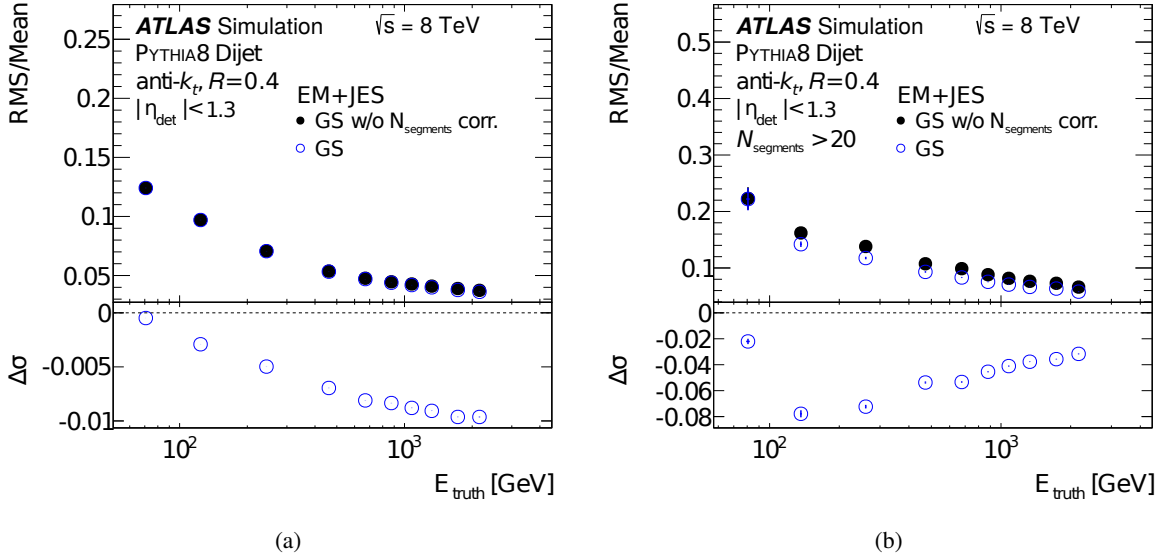 ATLAS Simulation √s = 8 TeV
PYTHIA8 Dijet
anti-kt, R=0.4
|ηdet|<1.3
EM+JES
GS w/o Nsegments corr.
GS
RMS/Mean
0.25
0.2
0.15
0.1
0.05
0
-0.005
-0.01
Δσ
10² 10³
Etruth [GeV]
(a)
ATLAS Simulation √s = 8 TeV
PYTHIA8 Dijet
anti-kt, R=0.4
|ηdet|<1.3
Nsegments >20
EM+JES
GS w/o Nsegments corr.
GS
RMS/Mean
0.5
0.4
0.3
0.2
0.1
0
-0.02
-0.04
-0.06
-0.08
Δσ
10² 10³
Etruth [GeV]
(b)